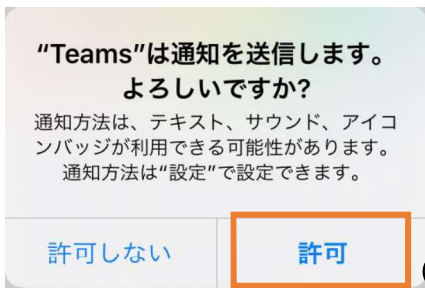 “Teams”は通知を送信します。
よろしいですか?
通知方法は、テキスト、サウンド、アイコ
ンバッジが利用できる可能性があります。
通知方法は“設定”で設定できます。
許可しない
許可